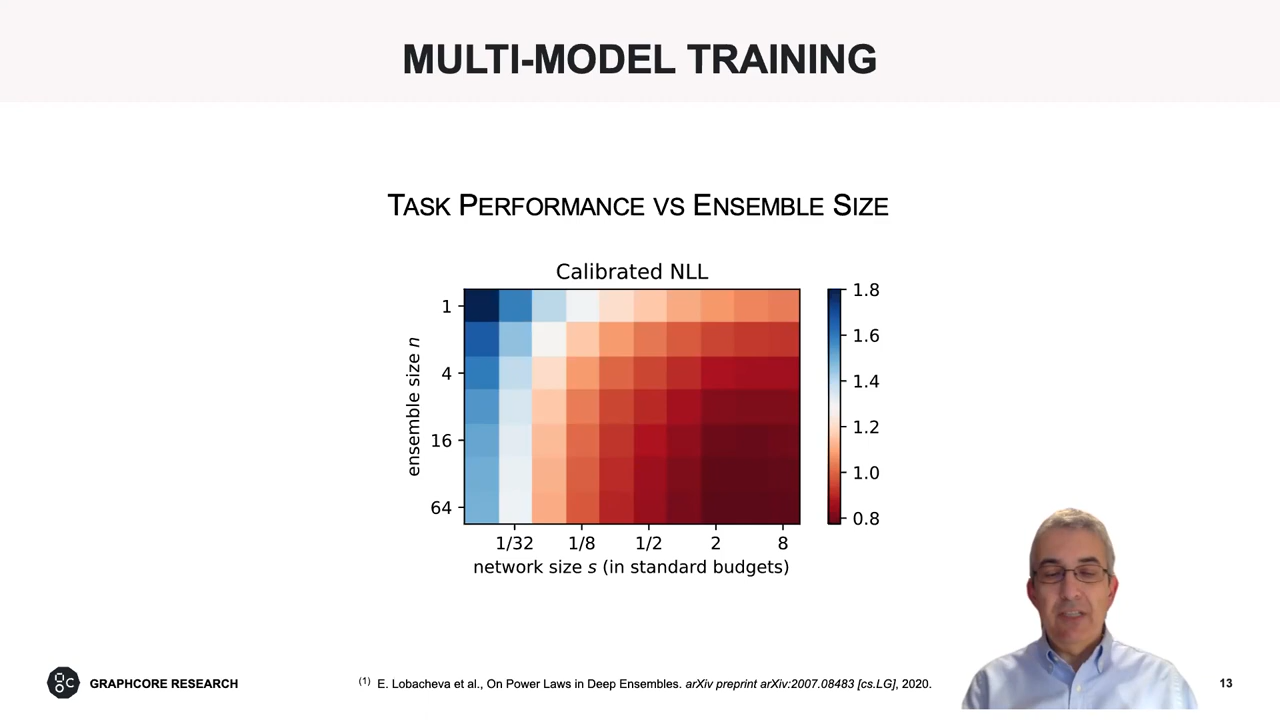 MULTI-MODEL TRAINING
TASK PERFORMANCE VS ENSEMBLE SIZE
Calibrated NLL
ensemble size n
1
4
16
64
1/32 1/8 1/2 2 8
network size s (in standard budgets)
1.8
1.6
1.4
1.2
1.0
0.8
GRAPHCORE RESEARCH
(1) E. Lobacheva et al., On Power Laws in Deep Ensembles. arXiv preprint arXiv:2007.08483 [cs.LG], 2020.
13